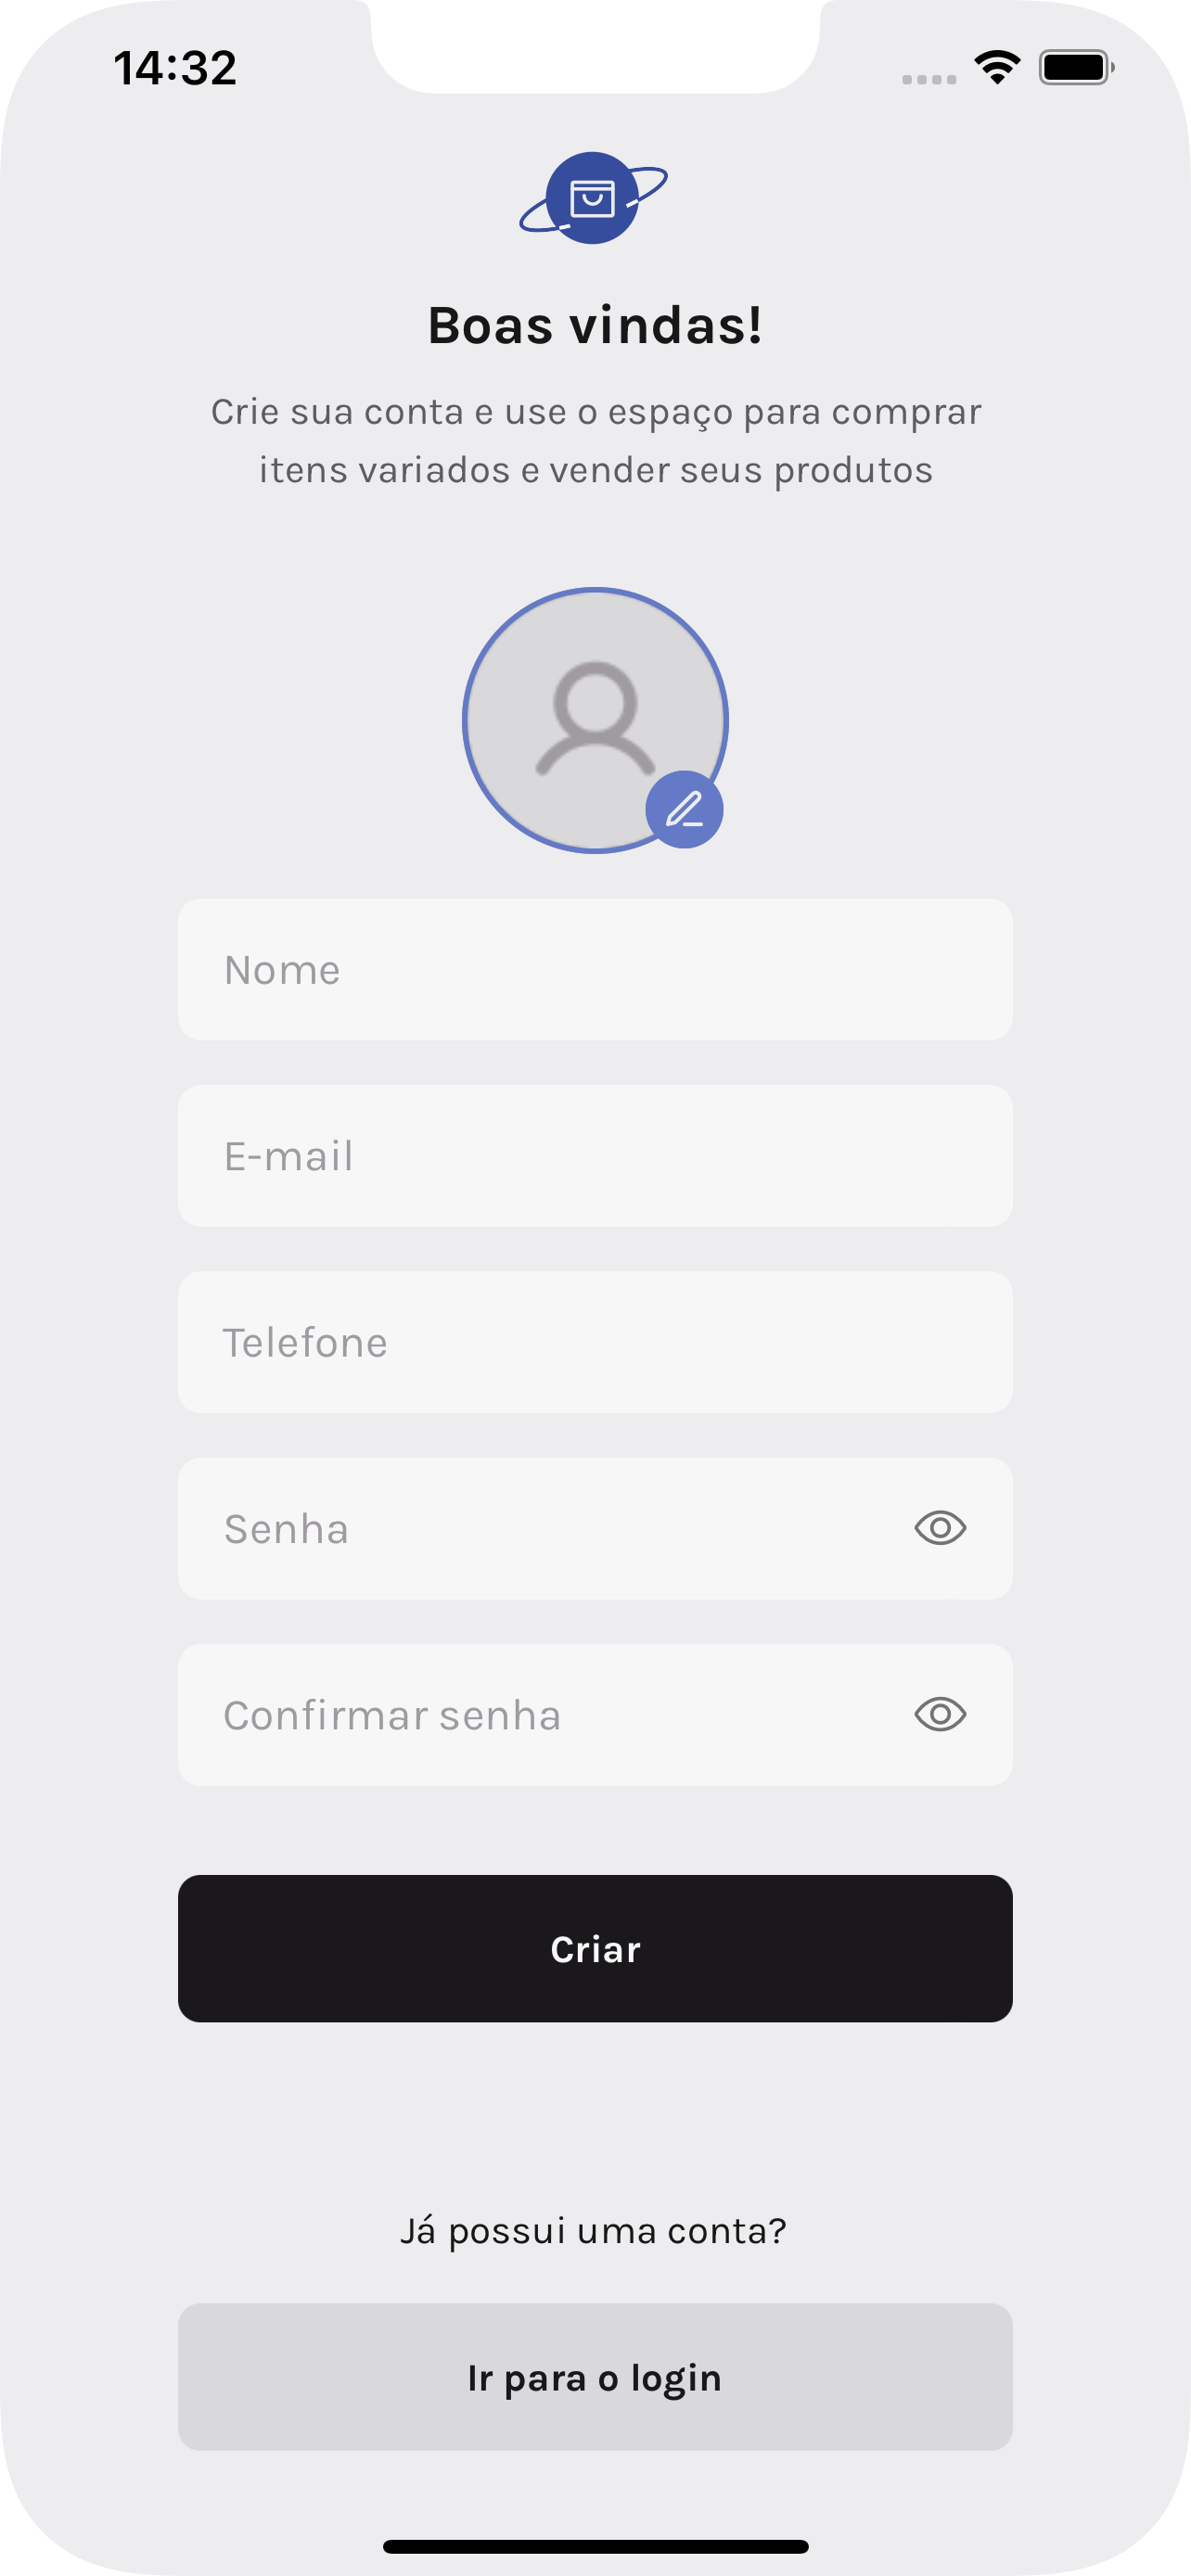 14:32
Boas vindas!
Crie sua conta e use o espaço para comprar
itens variados e vender seus produtos
Nome
E-mail
Telefone
Senha
Confirmar senha
Criar
Já possui uma conta?
Ir para o login